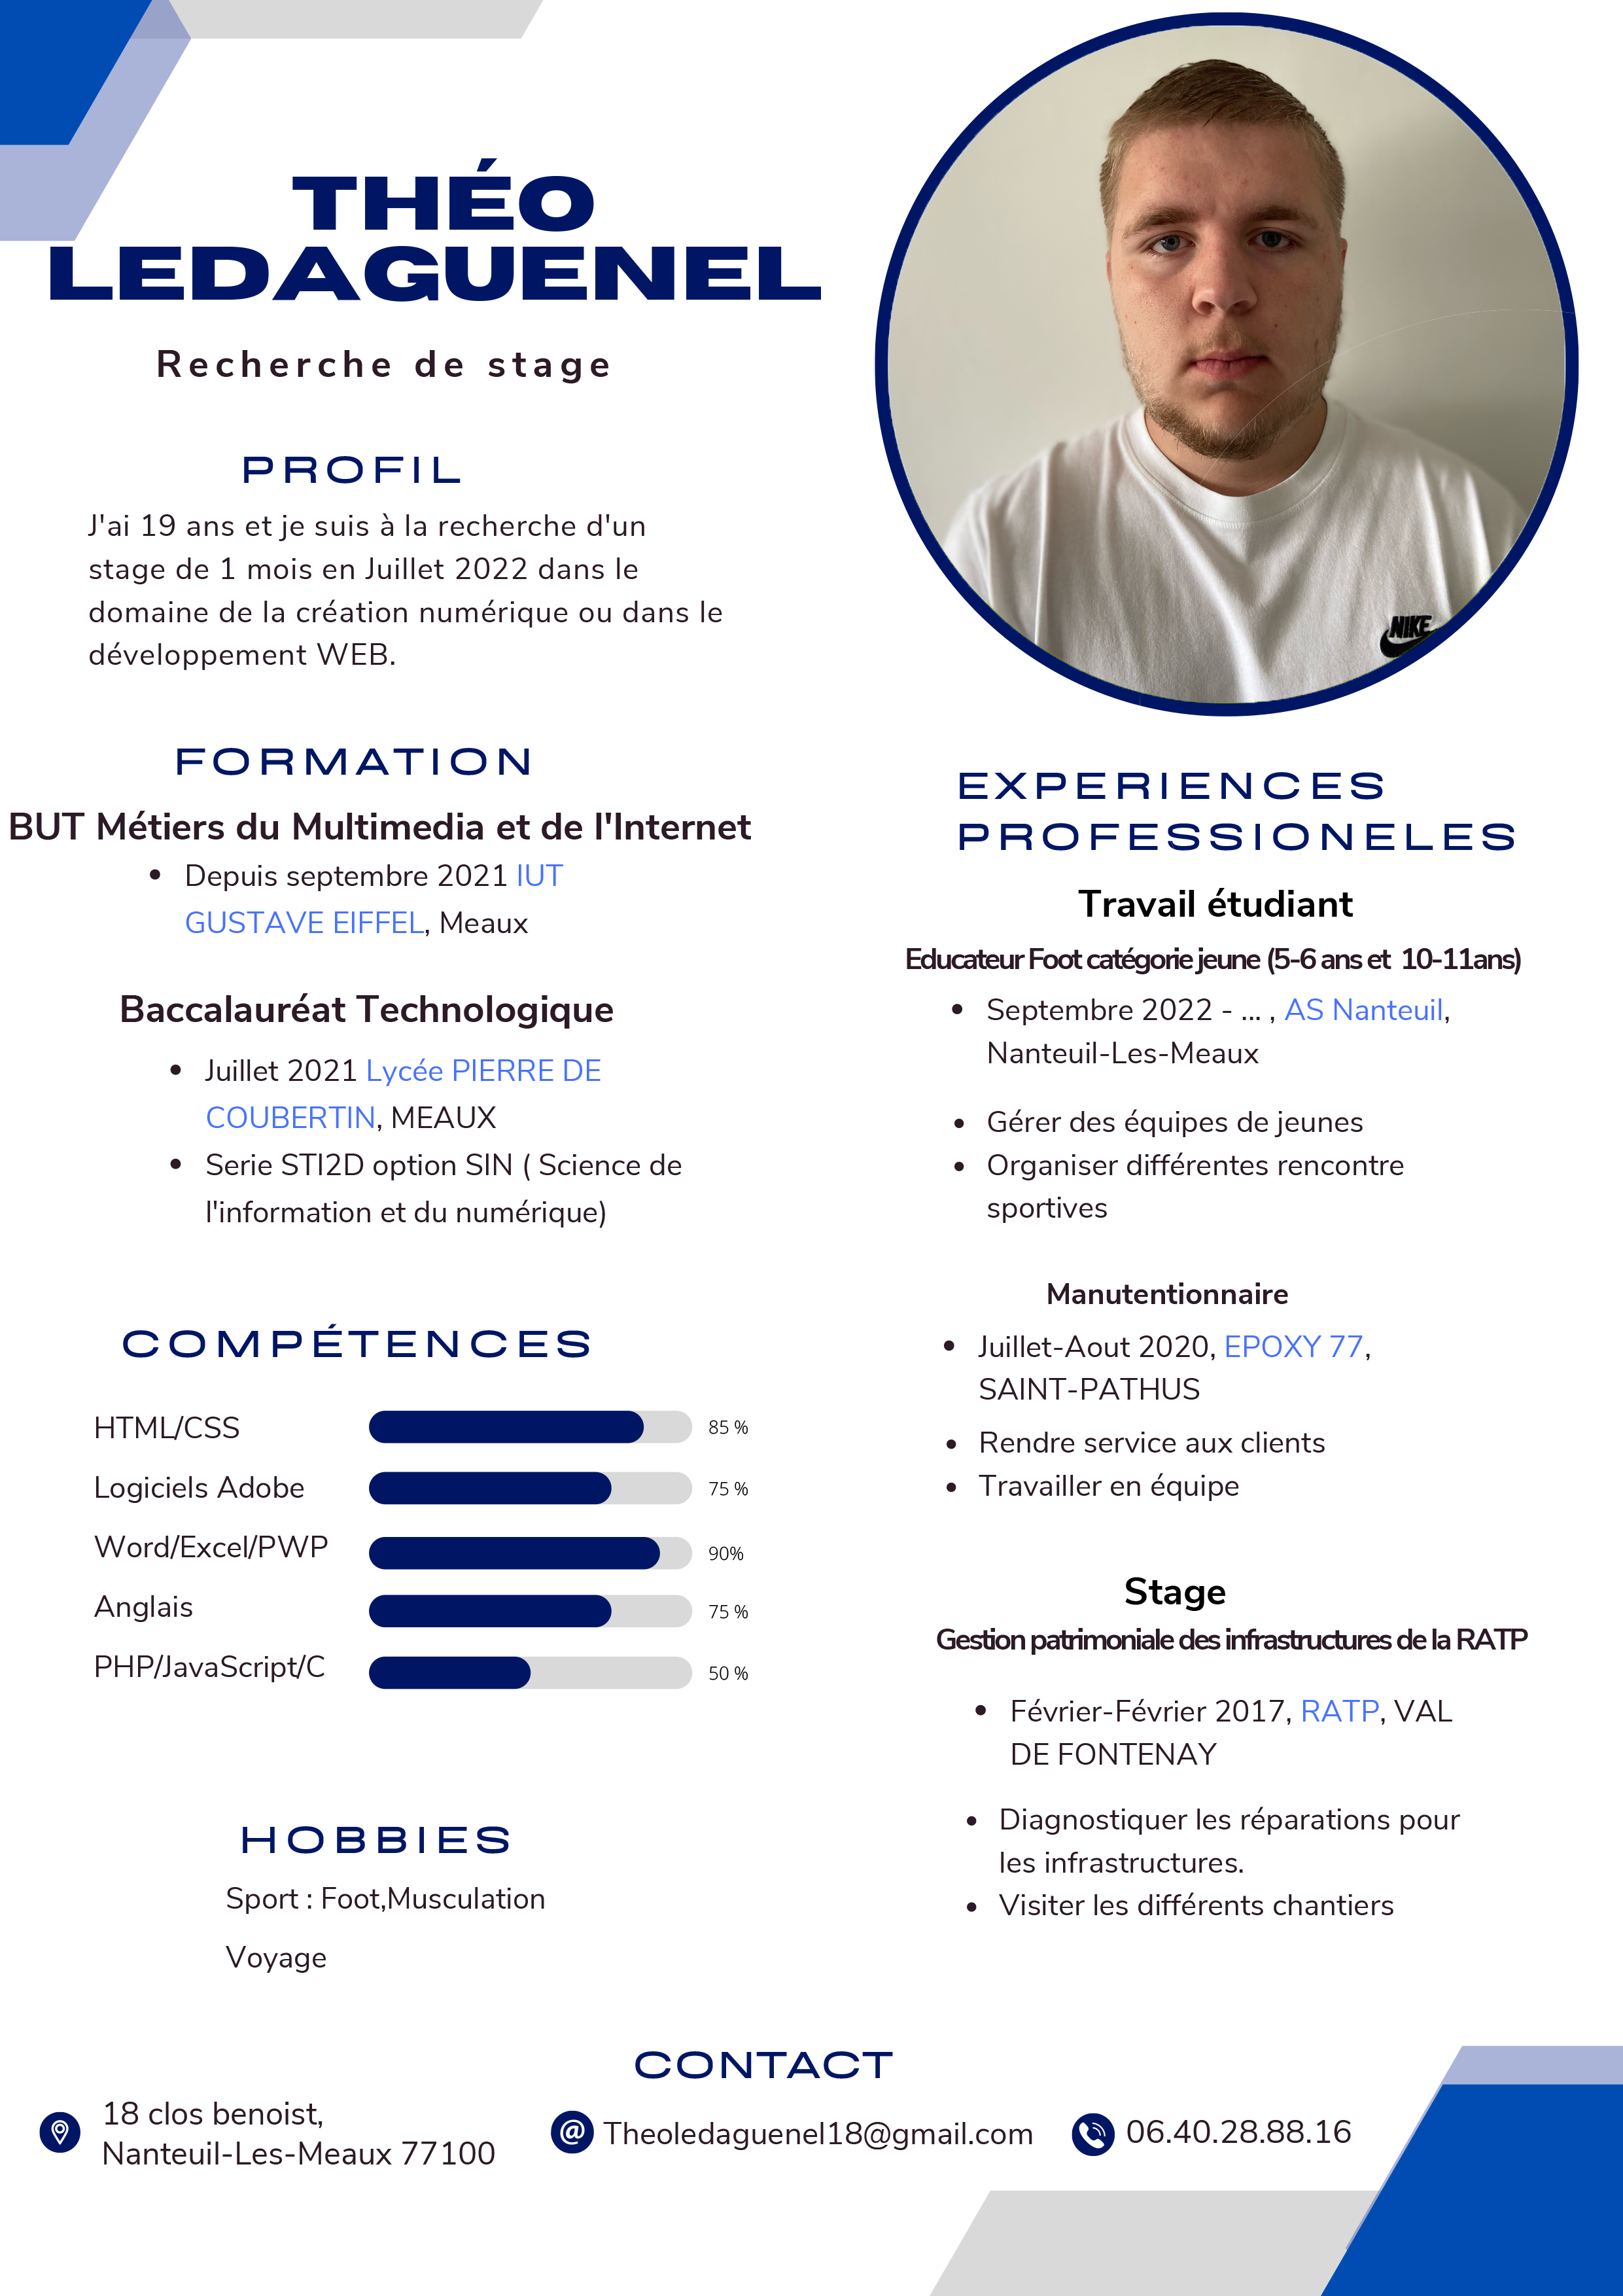 THÉO
LEDAGUENEL
Recherche de stage
PROFIL
J'ai 19 ans et je suis à la recherche d'un
stage de 1 mois en Juillet 2022 dans le
domaine de la création numérique ou dans le
développement WEB.
FORMATION
BUT Métiers du Multimedia et de l'Internet
Depuis septembre 2021 IUT
GUSTAVE EIFFEL, Meaux
Baccalauréat Technologique
Juillet 2021 Lycée PIERRE DE
COUBERTIN, MEAUX
Serie STI2D option SIN ( Science de
l'information et du numérique)
COMPÉTENCES
HTML/CSS 85 %
Logiciels Adobe 75 %
Word/Excel/PWP 90%
Anglais 75 %
PHP/JavaScript/C 50 %
HOBBIES
Sport : Foot,Musculation
Voyage
NIKE
EXPERIENCES
PROFESSIONELES
Travail étudiant
Educateur Foot catégorie jeune (5-6 ans et 10-11ans)
Septembre 2022 - ... , AS Nanteuil,
Nanteuil-Les-Meaux
Gérer des équipes de jeunes
Organiser différentes rencontre
sportives
Manutentionnaire
Juillet-Aout 2020, EPOXY 77,
SAINT-PATHUS
Rendre service aux clients
Travailler en équipe
Stage
Gestion patrimoniale des infrastructures de la RATP
Février-Février 2017, RATP, VAL
DE FONTENAY
Diagnostiquer les réparations pour
les infrastructures.
Visiter les différents chantiers
CONTACT
18 clos benoist,
Nanteuil-Les-Meaux 77100
@ Theoledaguenel18@gmail.com
06.40.28.88.16